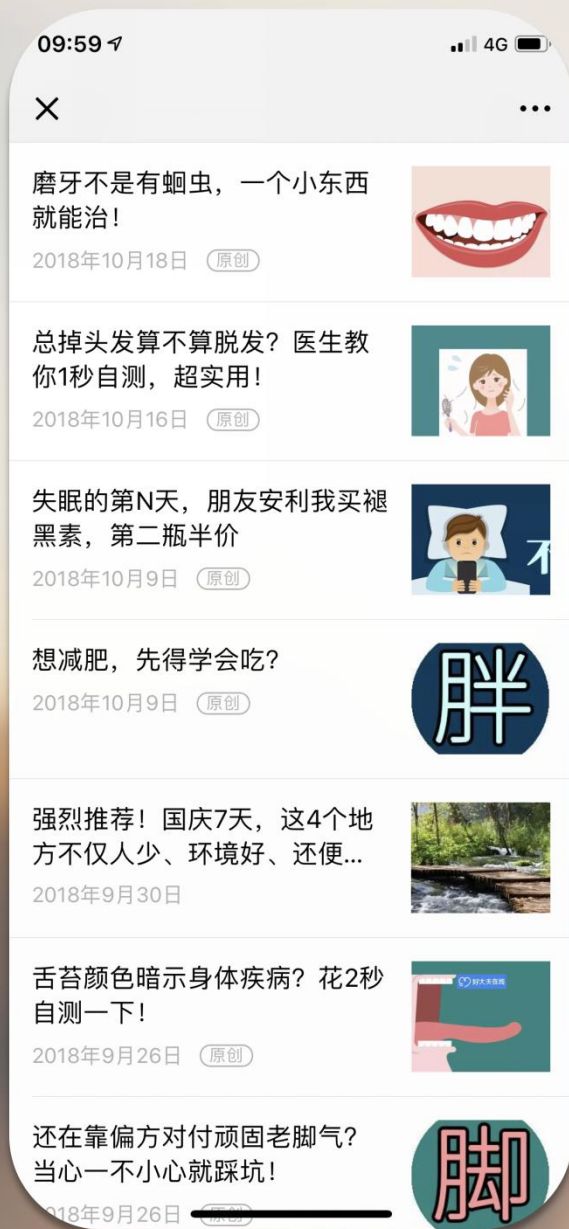 09:59
4G
磨牙不是有蛔虫，一个小东西
就能治！
2018年10月18日 原创
总掉头发算不算脱发？医生教
你1秒自测，超实用！
2018年10月16日 原创
失眠的第N天，朋友安利我买褪
黑素，第二瓶半价
2018年10月9日 原创
不
想减肥，先得学会吃？
2018年10月9日 原创
胖
强烈推荐！国庆7天，这4个地
方不仅人少、环境好、还便...
2018年9月30日
舌苔颜色暗示身体疾病？花2秒
自测一下！
2018年9月26日 原创
好大夫在线
还在靠偏方对付顽固老脚气？
当心一不小心就踩坑！
018年9月26日 原创
脚